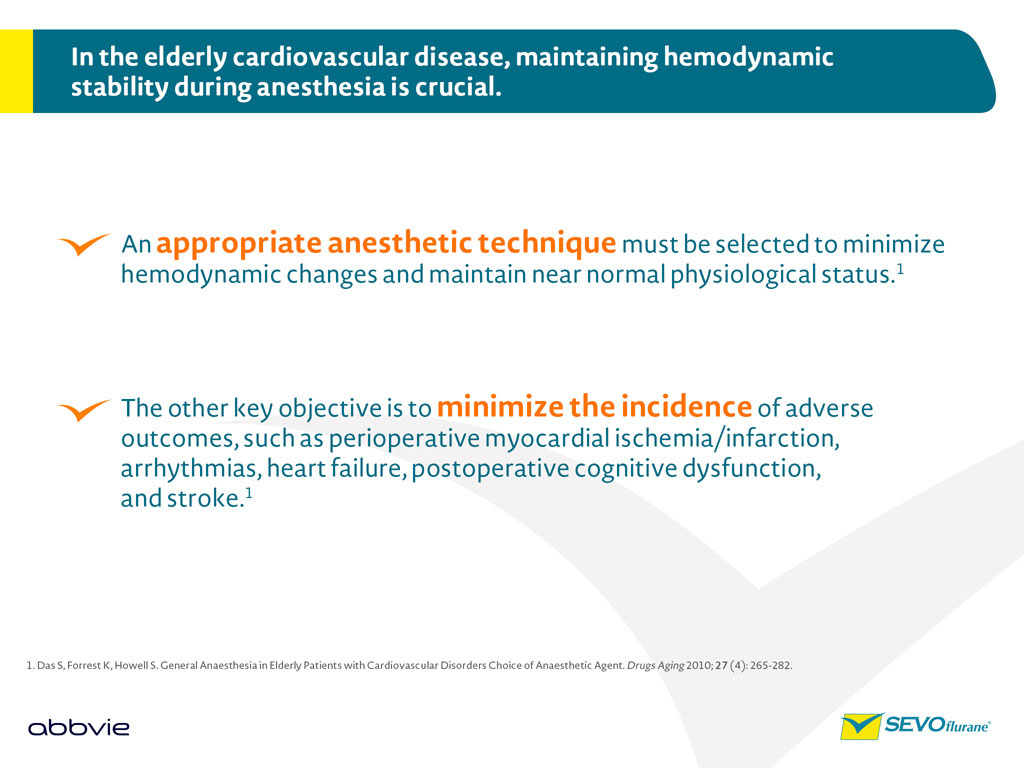 In the elderly cardiovascular disease, maintaining hemodynamic
stability during anesthesia is crucial.
An appropriate anesthetic technique must be selected to minimize
hemodynamic changes and maintain near normal physiological status.1
The other key objective is to minimize the incidence of adverse
outcomes, such as perioperative myocardial ischemia/infarction,
arrhythmias, heart failure, postoperative cognitive dysfunction,
and stroke.1
1. Das S, Forrest K, Howell S. General Anaesthesia in Elderly Patients with Cardiovascular Disorders Choice of Anaesthetic Agent. Drugs Aging 2010; 27 (4): 265-282.
abbvie
SEVOflurane®